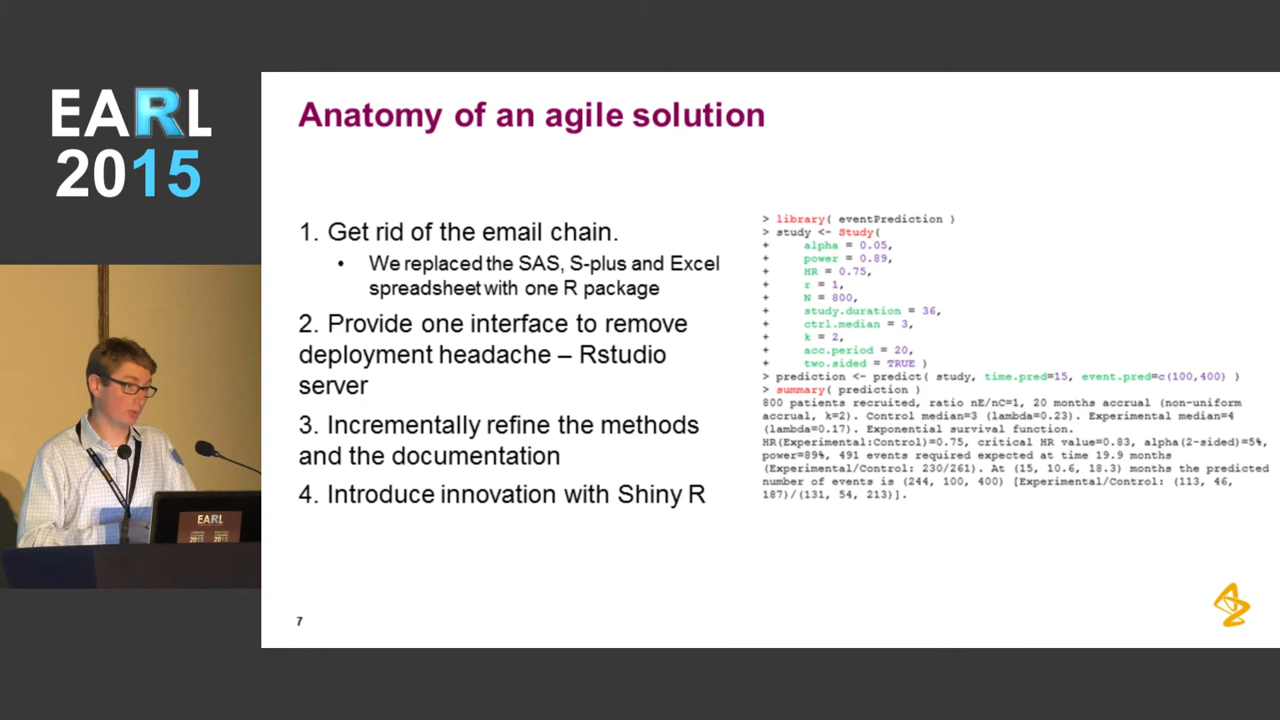 EARL
2015
Anatomy of an agile solution
1. Get rid of the email chain.
• We replaced the SAS, S-plus and Excel
spreadsheet with one R package
2. Provide one interface to remove
deployment headache – Rstudio
server
3. Incrementally refine the methods
and the documentation
4. Introduce innovation with Shiny R
> library( eventPrediction )
> study <- Study(
+ alpha = 0.05,
+ power = 0.89,
+ HR = 0.75,
+ r = 1,
+ N = 800,
+ study.duration = 36,
+ ctrl.median = 3,
+ k = 2,
+ acc.period = 20,
+ two.sided = TRUE )
> prediction <- predict( study, time.pred=15, event.pred=c(100,400) )
> summary( prediction )
800 patients recruited, ratio nE/nC=1, 20 months accrual (non-uniform
accrual, k=2). Control median=3 (lambda=0.23). Experimental median=4
(lambda=0.17). Exponential survival function.
HR(Experimental:Control)=0.75, critical HR value=0.83, alpha(2-sided)=5%,
power=89%, 491 events required expected at time 19.9 months
(Experimental/Control: 230/261). At (15, 10.6, 18.3) months the predicted
number of events is (244, 100, 400) [Experimental/Control: (113, 46,
187)/(131, 54, 213)].
7
EARL
2015 2015